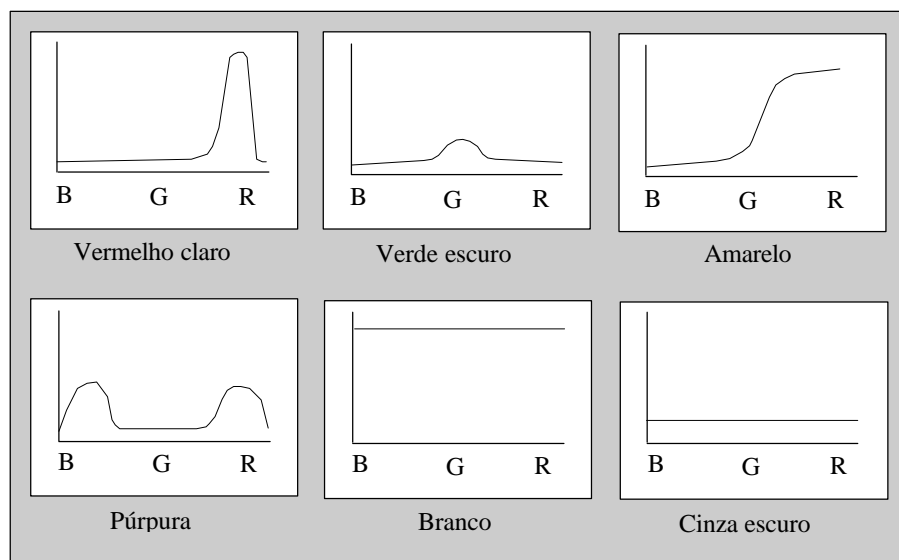 B G R B G R B G R
Vermelho claro Verde escuro Amarelo
B G R B G R B G R
Púrpura Branco Cinza escuro